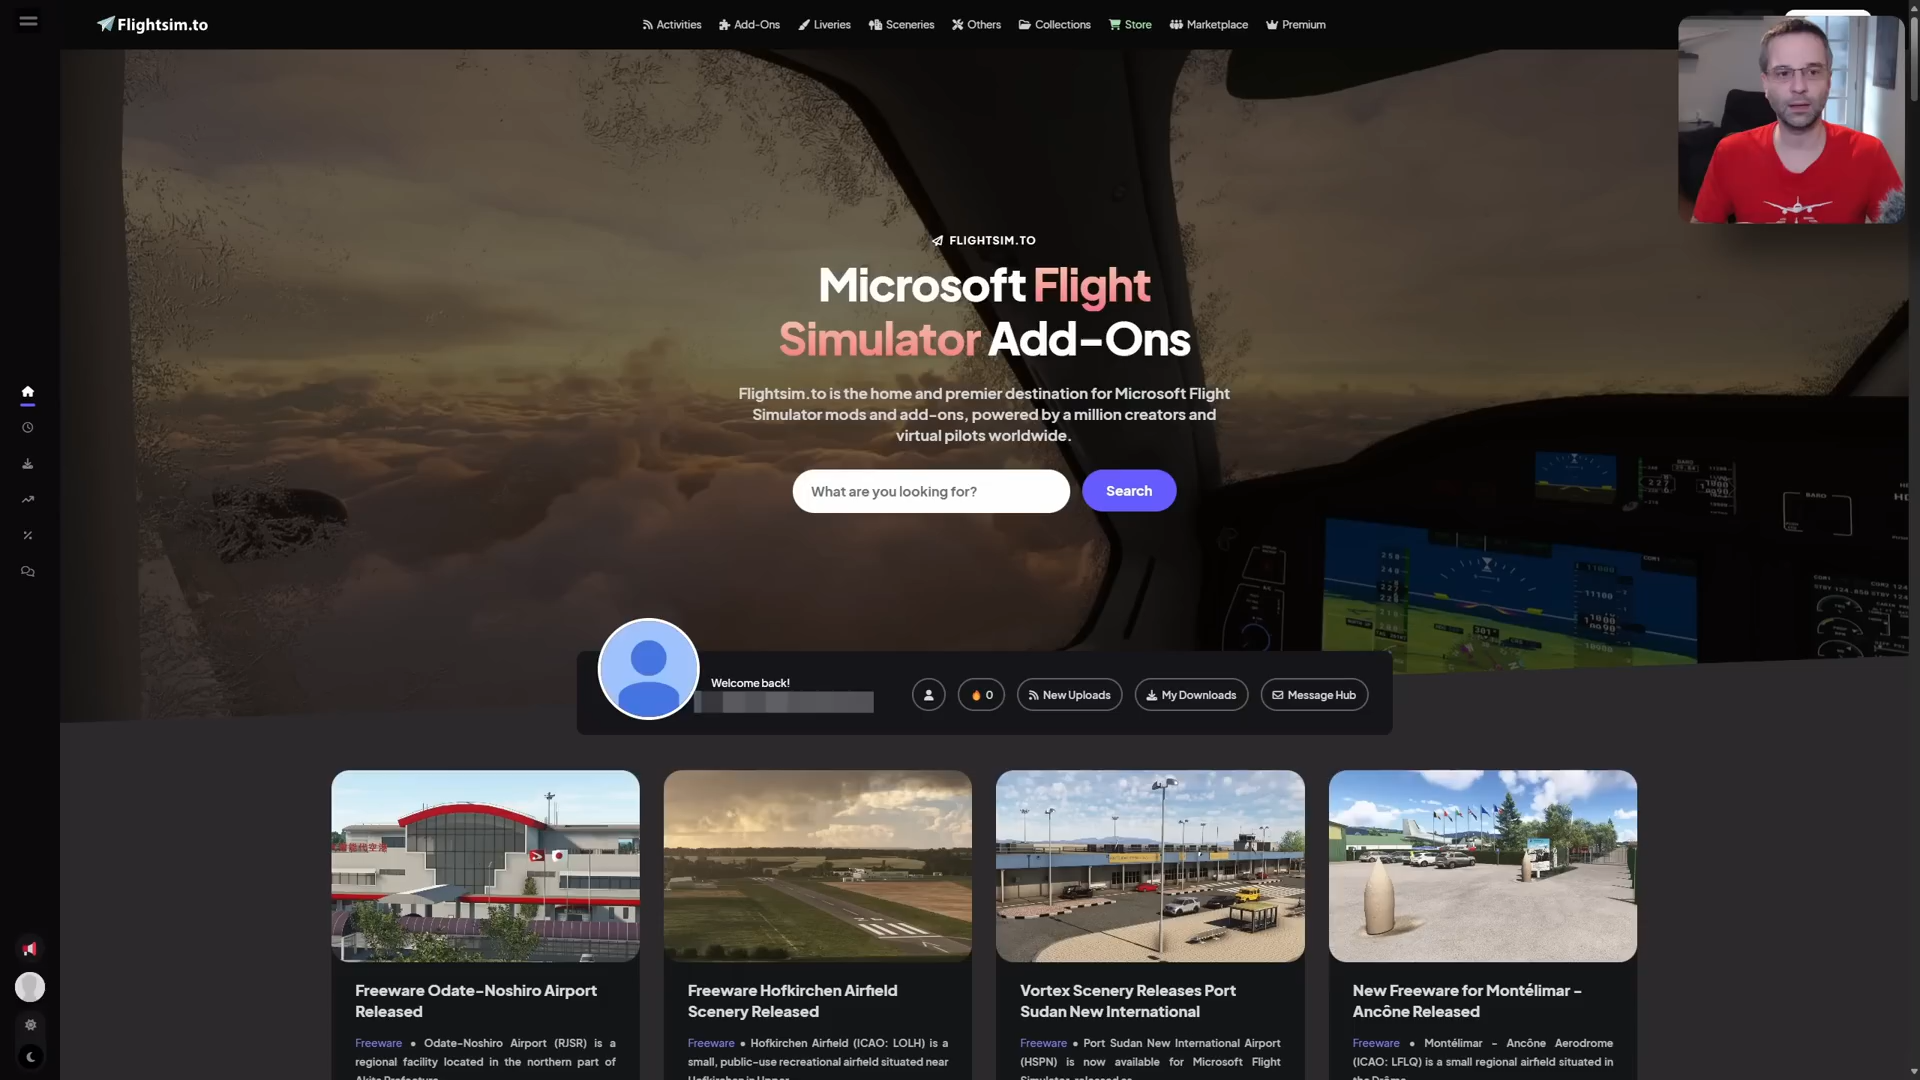 Flightsim.to
Activities
Add-Ons
Liveries
Sceneries
Others
Collections
Store
Marketplace
Premium
FLIGHTSIM.TO
Microsoft Flight
Simulator Add-Ons
Flightsim.to is the home and premier destination for Microsoft Flight
Simulator mods and add-ons, powered by a million creators and
virtual pilots worldwide.
What are you looking for?
Search
Welcome back!
0
New Uploads
My Downloads
Message Hub
Freeware Odate-Noshiro Airport
Released
Freeware • Odate-Noshiro Airport (RJSR) is a
regional facility located in the northern part of
Freeware Hofkirchen Airfield
Scenery Released
Freeware • Hofkirchen Airfield (ICAO: LOLH) is a
small, public-use recreational airfield situated near
Vortex Scenery Releases Port
Sudan New International
Freeware • Port Sudan New International Airport
(HSPN) is now available for Microsoft Flight
New Freeware for Montélimar –
Ancône Released
Freeware • Montélimar – Ancône Aerodrome
(ICAO: LFLQ) is a small regional airfield situated in